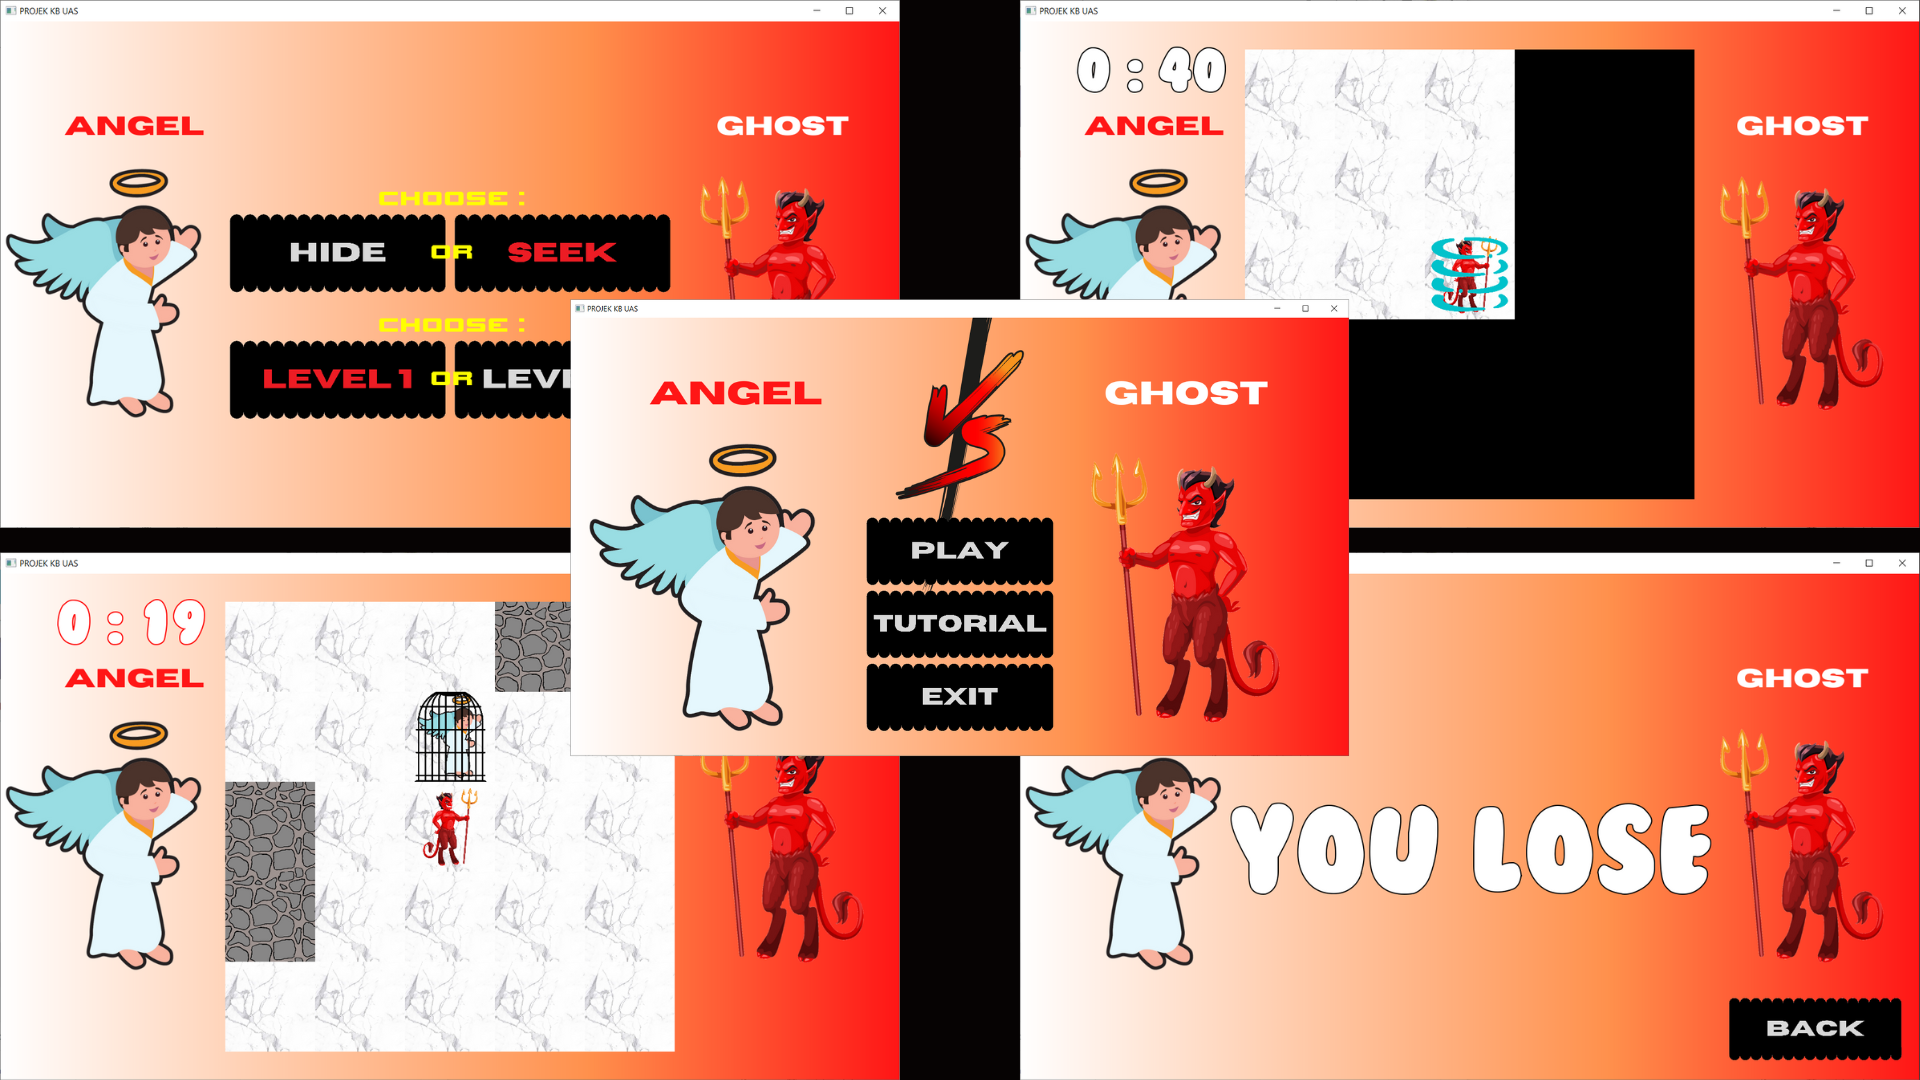 PROJEK KB UAS
ANGEL
GHOST
CHOOSE :
HIDE OR SEEK
CHOOSE :
LEVEL 1 OR LEVE
PROJEK KB UAS
0 : 40
ANGEL
GHOST
PROJEK KB UAS
ANGEL
VS
GHOST
PLAY
TUTORIAL
EXIT
PROJEK KB UAS
0 : 19
ANGEL
GHOST
YOU LOSE
BACK